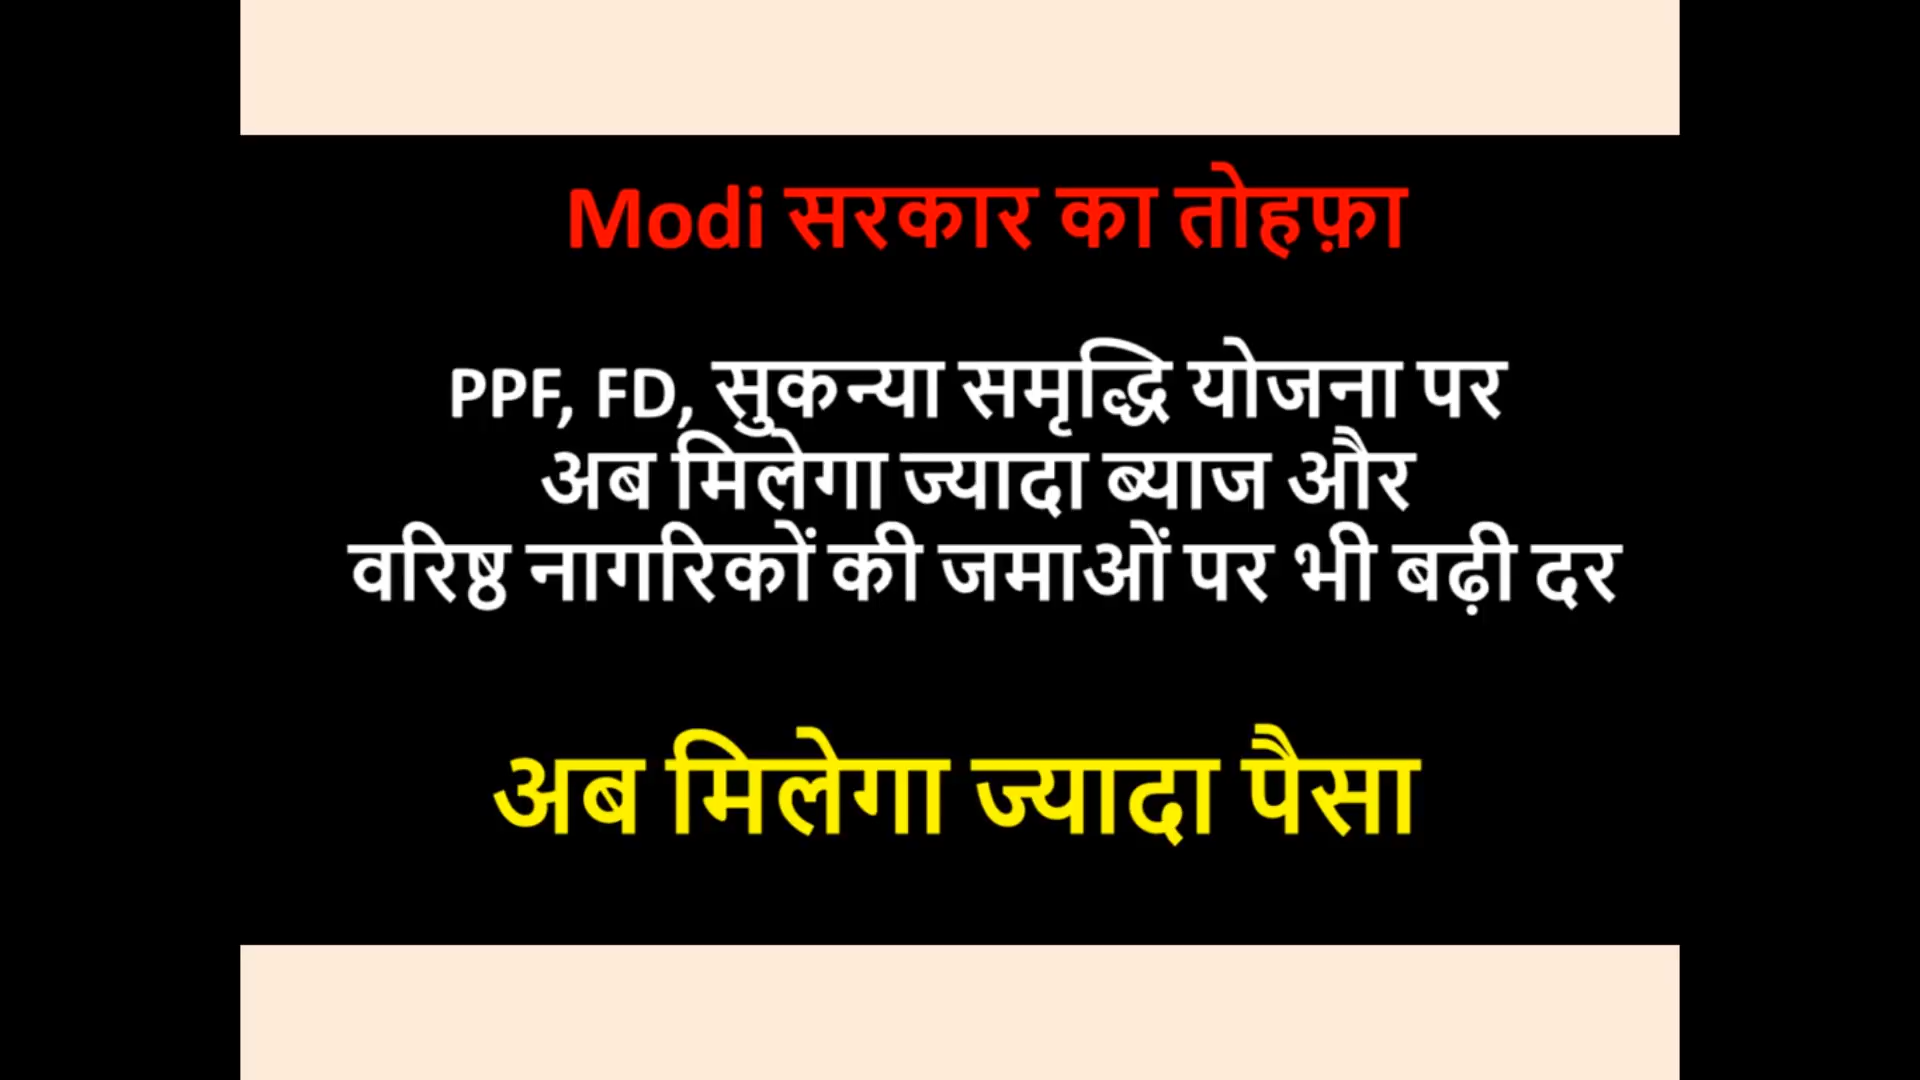 Modi सरकार का तोहफ़ा
PPF, FD, सुकन्या समृद्धि योजना पर
अब मिलेगा ज्यादा ब्याज और
वरिष्ठ नागरिकों की जमाओं पर भी बढ़ी दर
अब मिलेगा ज्यादा पैसा